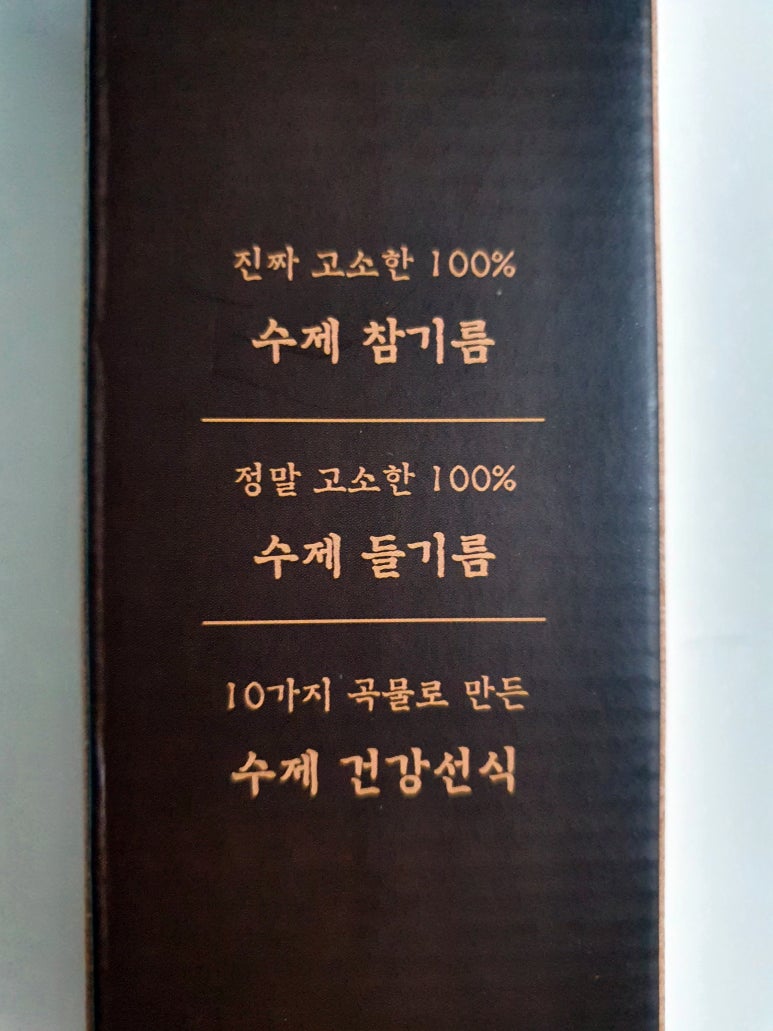 진짜 고소한 100%
수제 참기름
정말 고소한 100%
수제 들기름
10가지 곡물로 만든
수제 건강선식